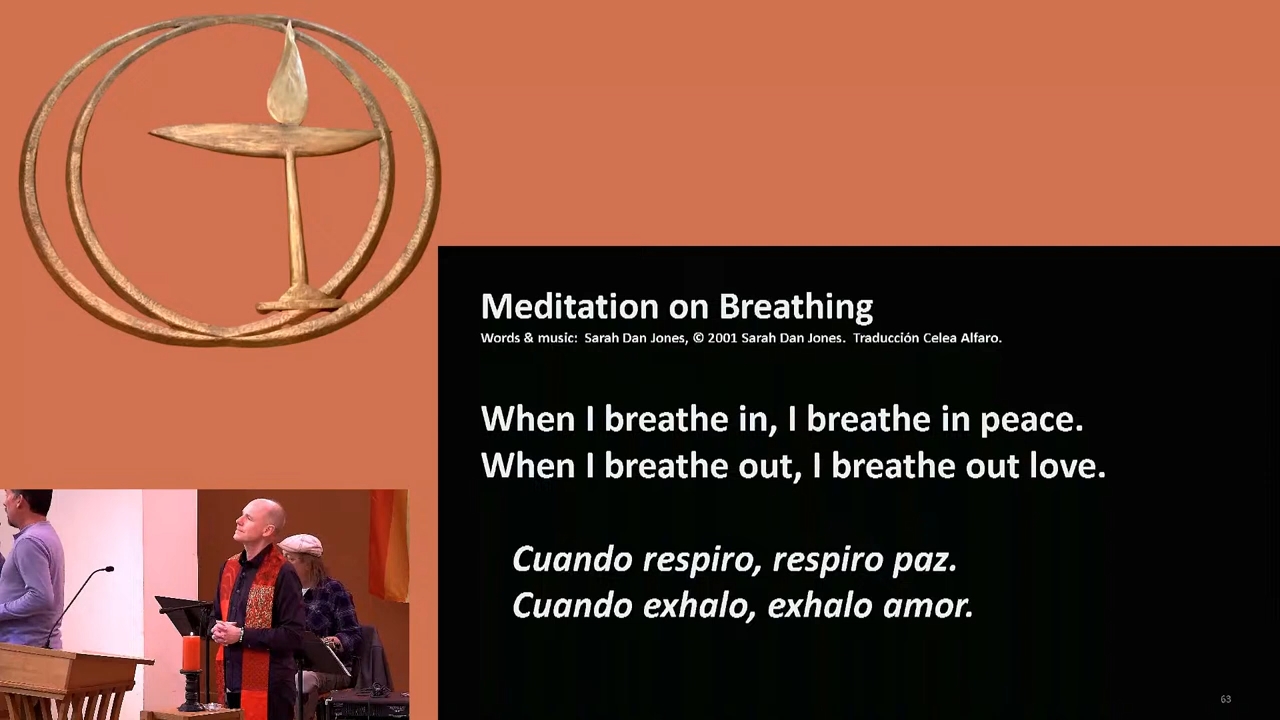 Meditation on Breathing
Words & music:  Sarah Dan Jones, © 2001 Sarah Dan Jones.  Traducción Celea Alfaro.
When I breathe in, I breathe in peace.
When I breathe out, I breathe out love.
Cuando respiro, respiro paz.
Cuando exhalo, exhalo amor.
63